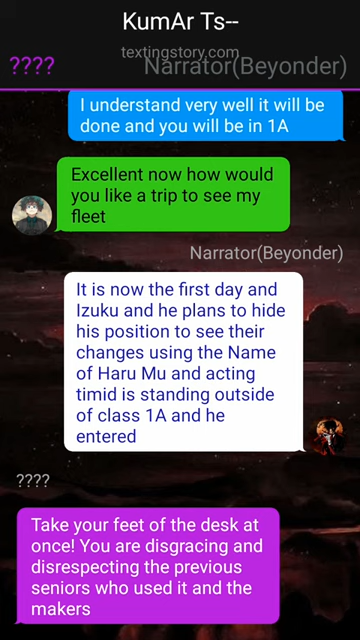 KumAr Ts--
textingstory.com
????
Narrator(Beyonder)
I understand very well it will be
done and you will be in 1A
Excellent now how would
you like a trip to see my
fleet
Narrator(Beyonder)
It is now the first day and
Izuku and he plans to hide
his position to see their
changes using the Name
of Haru Mu and acting
timid is standing outside
of class 1A and he
entered
????
Take your feet of the desk at
once! You are disgracing and
disrespecting the previous
seniors who used it and the
makers